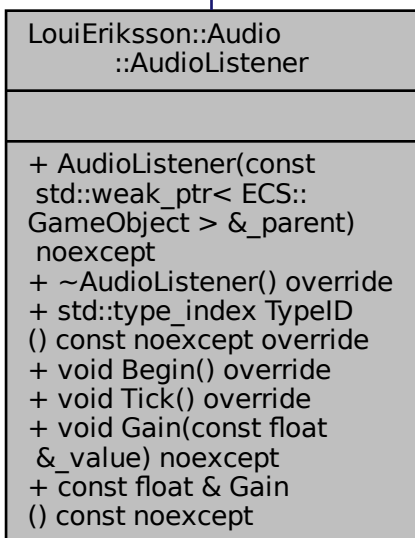 LouiEriksson::Audio
::AudioListener
+ AudioListener(const
std::weak_ptr< ECS::
GameObject > &_parent)
noexcept
+ ~AudioListener() override
+ std::type_index TypeID
() const noexcept override
+ void Begin() override
+ void Tick() override
+ void Gain(const float
&_value) noexcept
+ const float & Gain
() const noexcept